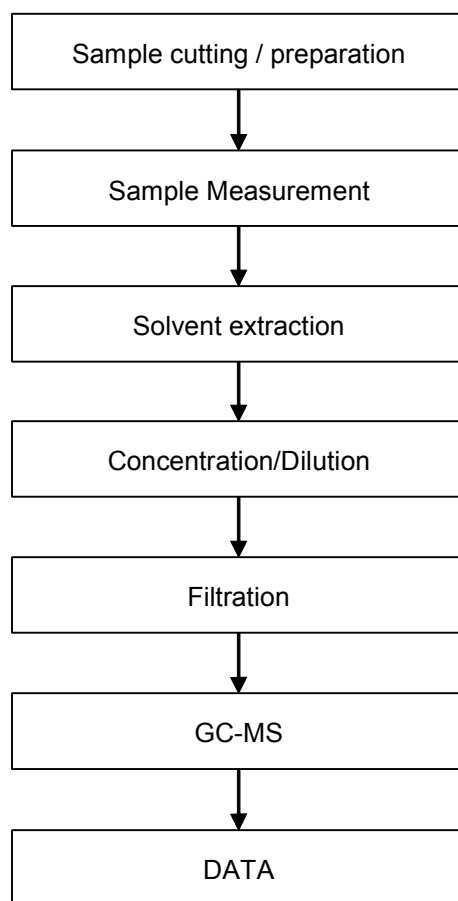 Sample cutting / preparation
Sample Measurement
Solvent extraction
Concentration/Dilution
Filtration
GC-MS
DATA